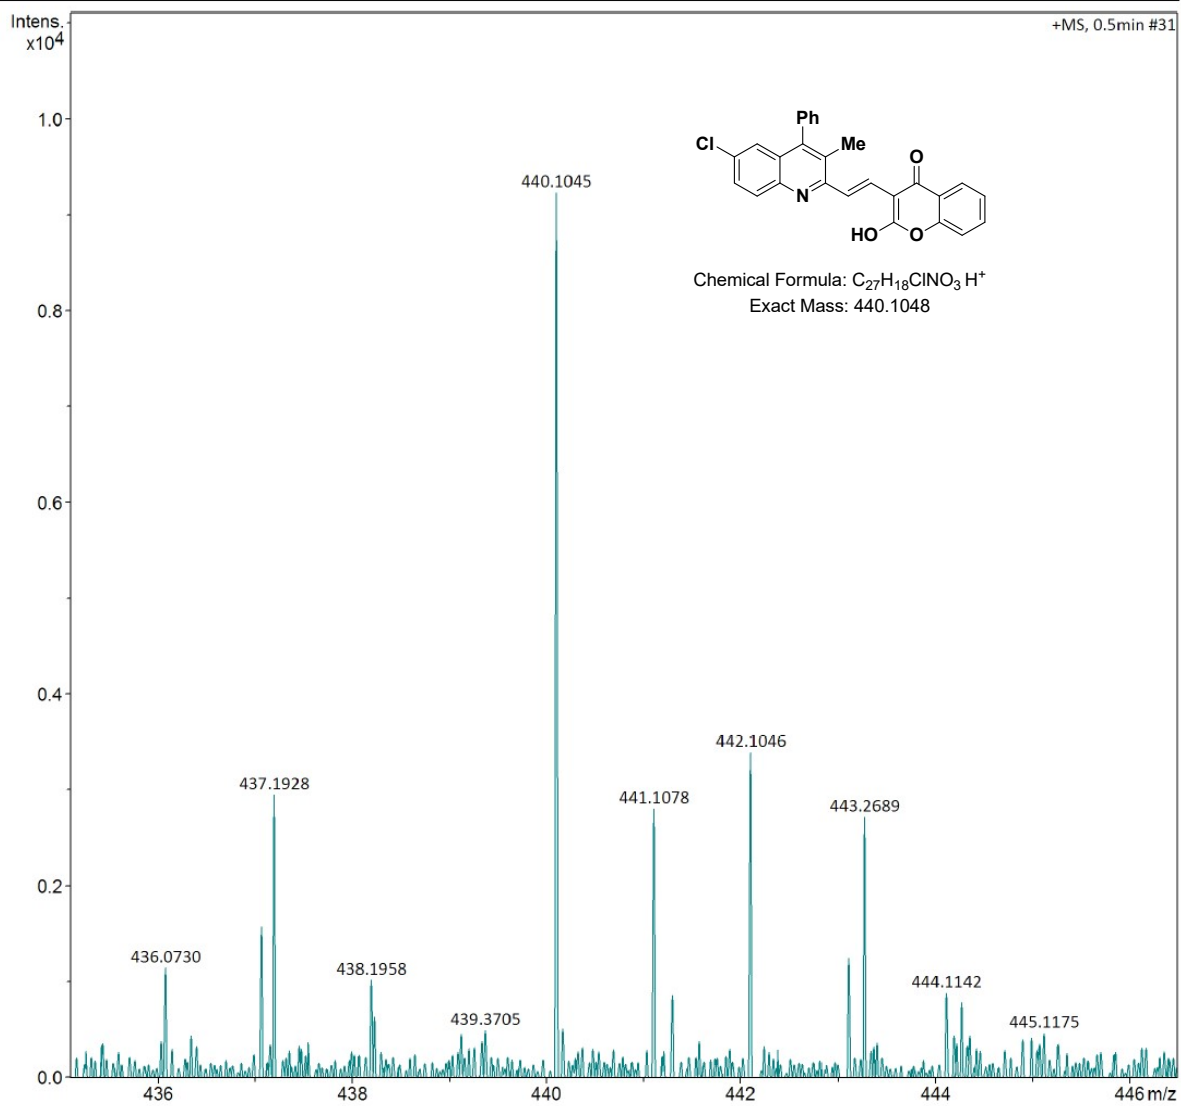 Intens.
x10⁴
+MS, 0.5min #31
1.0
0.8
0.6
0.4
0.2
0.0
Ph
Cl
Me
O
N
HO
O
Chemical Formula: C₂₇H₁₈ClNO₃ H⁺
Exact Mass: 440.1048
440.1045
442.1046
437.1928
441.1078
443.2689
436.0730
438.1958
444.1142
439.3705
445.1175
436 438 440 442 444 446 m/z